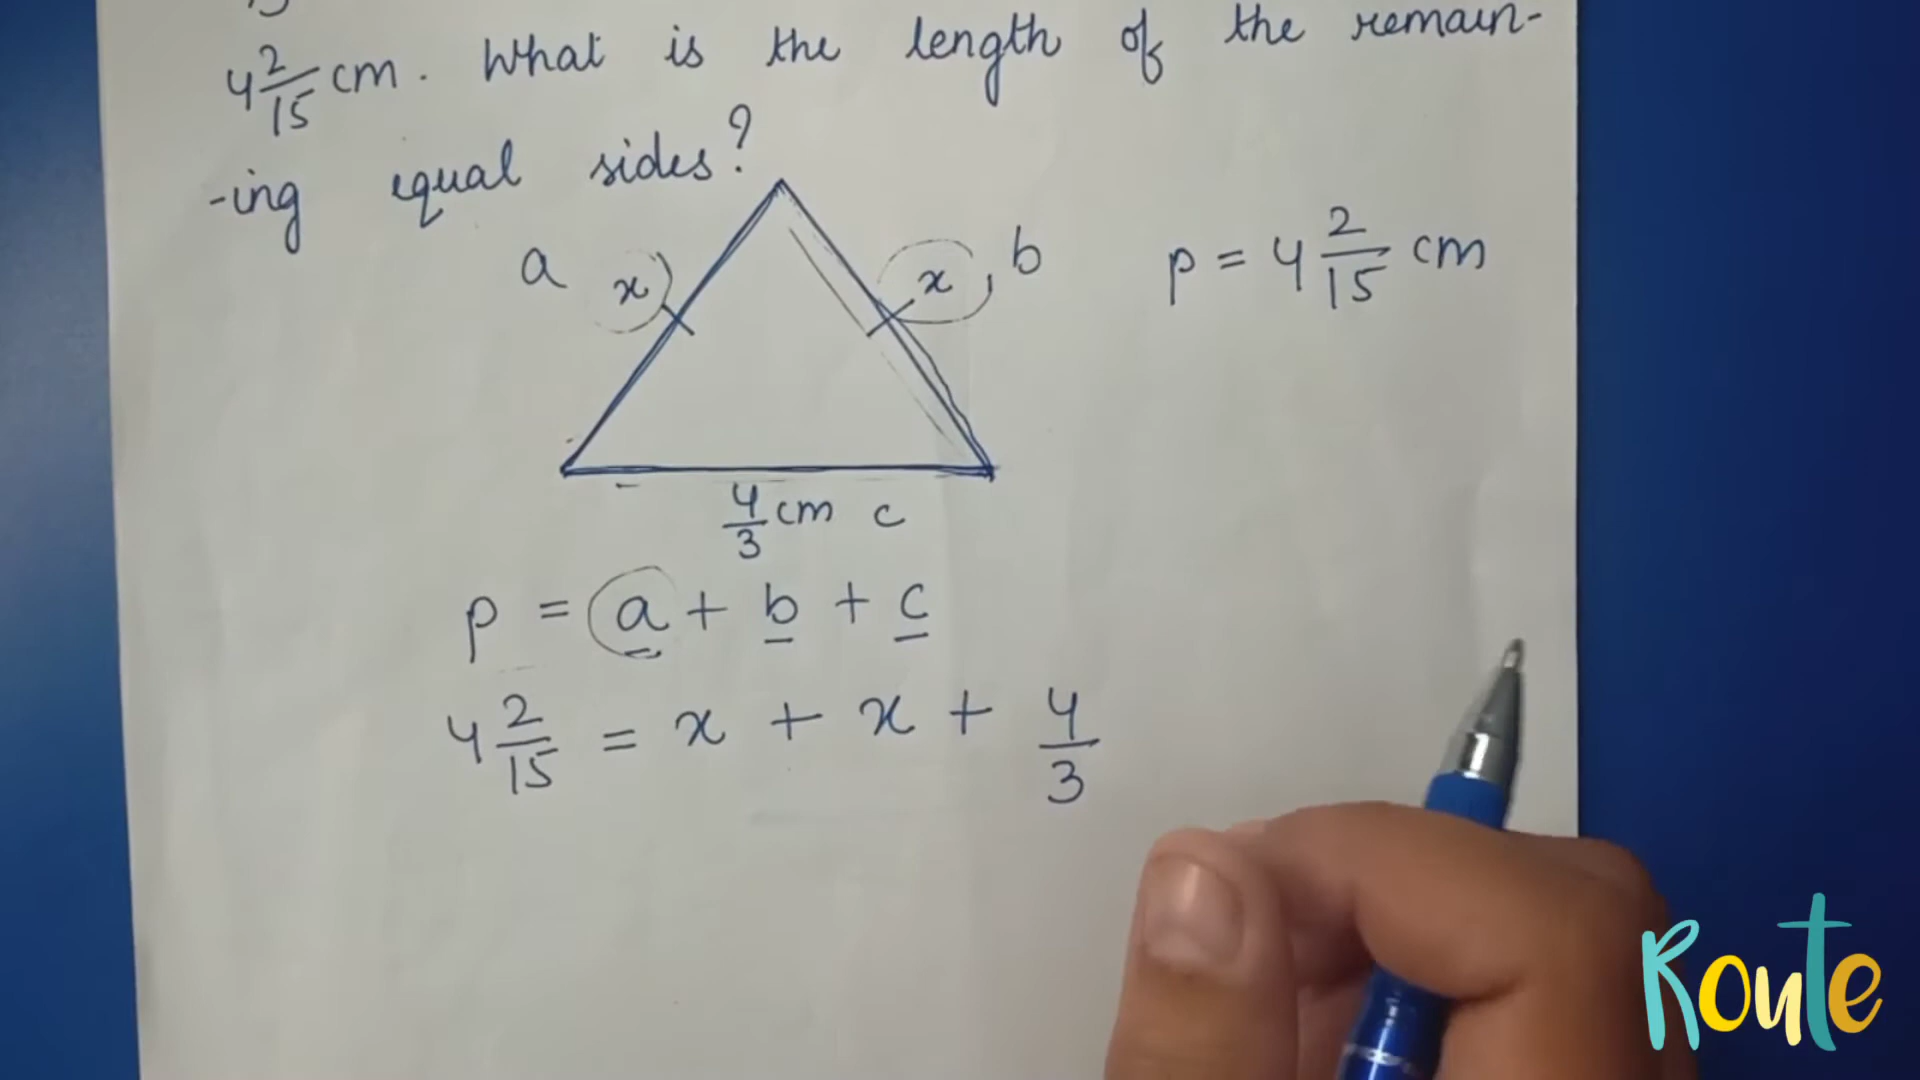 4 2/15 cm. What is the length of the remain-
-ing equal sides?
a x x b p = 4 2/15 cm
4/3 cm c
p = a + b + c
4 2/15 = x + x + 4/3
Route